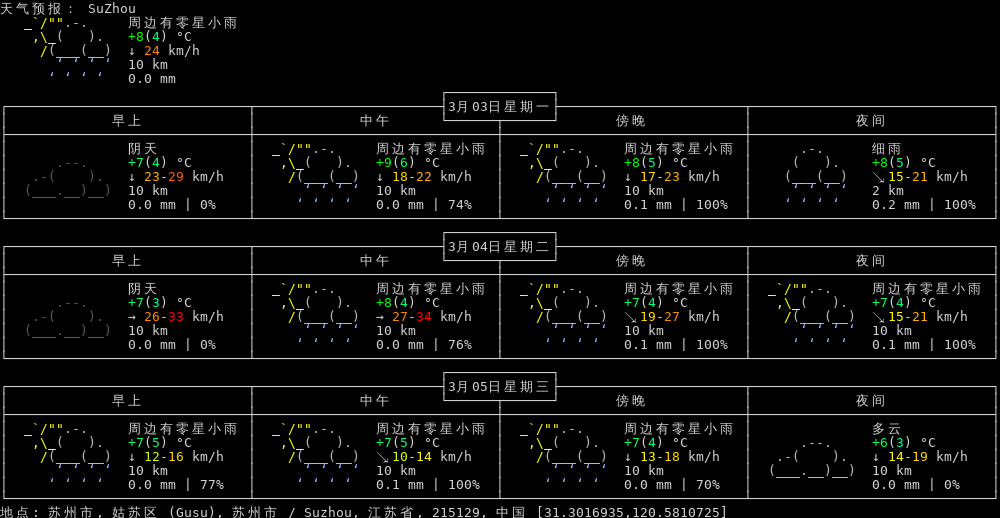 天气预报: SuZhou
周边有零星小雨
+8(4) °C
↓ 24 km/h
10 km
0.0 mm
3月03日星期一
早上 中午 傍晚 夜间
阴天 周边有零星小雨 周边有零星小雨 细雨
+7(4) °C +9(6) °C +8(5) °C +8(5) °C
↓ 23-29 km/h ↓ 18-22 km/h ↓ 17-23 km/h ↘ 15-21 km/h
10 km 10 km 10 km 2 km
0.0 mm | 0% 0.0 mm | 74% 0.1 mm | 100% 0.2 mm | 100%
3月04日星期二
早上 中午 傍晚 夜间
阴天 周边有零星小雨 周边有零星小雨 周边有零星小雨
+7(3) °C +8(4) °C +7(4) °C +7(4) °C
→ 26-33 km/h → 27-34 km/h ↘ 19-27 km/h ↘ 15-21 km/h
10 km 10 km 10 km 10 km
0.0 mm | 0% 0.0 mm | 76% 0.1 mm | 100% 0.1 mm | 100%
3月05日星期三
早上 中午 傍晚 夜间
周边有零星小雨 周边有零星小雨 周边有零星小雨 多云
+7(5) °C +7(5) °C +7(4) °C +6(3) °C
↓ 12-16 km/h ↘ 10-14 km/h ↓ 13-18 km/h ↓ 14-19 km/h
10 km 10 km 10 km 10 km
0.0 mm | 77% 0.1 mm | 100% 0.0 mm | 70% 0.0 mm | 0%
地点: 苏州市, 姑苏区 (Gusu), 苏州市 / Suzhou, 江苏省, 215129, 中国 [31.3016935,120.5810725]